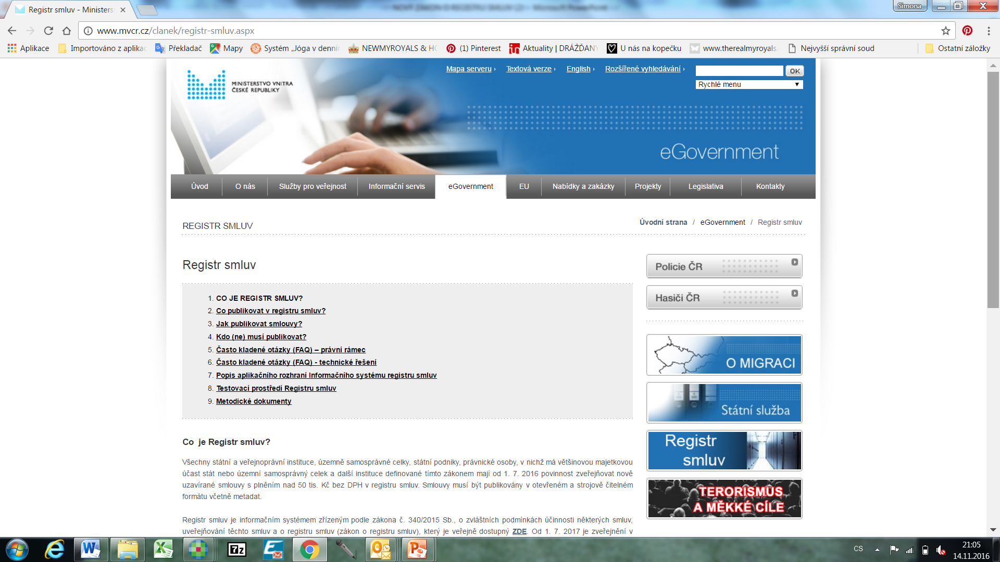 Registr smluv - Ministers
NOVÝ ZÁKON O REGISTRU SMLUV (2) - Microsoft PowerPoint
Simona
www.mvcr.cz/clanek/registr-smluv.aspx
Aplikace
Importováno z aplikac
Překladač
Mapy
Systém „Jóga v denním
NEWMYROYALS & HO
(1) Pinterest
Aktuality | DRÁŽĎANY
U nás na kopečku
www.therealmyroyals.
Nejvyšší správní soud
Ostatní záložky
MINISTERSTVO VNITRA
ČESKÉ REPUBLIKY
Mapa serveru
Textová verze
English
Rozšířené vyhledávání
OK
Rychlé menu
eGovernment
Úvod
O nás
Služby pro veřejnost
Informační servis
eGovernment
EU
Nabídky a zakázky
Projekty
Legislativa
Kontakty
REGISTR SMLUV
Úvodní strana / eGovernment / Registr smluv
Registr smluv
1. CO JE REGISTR SMLUV?
2. Co publikovat v registru smluv?
3. Jak publikovat smlouvy?
4. Kdo (ne) musí publikovat?
5. Často kladené otázky (FAQ) – právní rámec
6. Často kladené otázky (FAQ) - technické řešení
7. Popis aplikačního rozhraní Informačního systému registru smluv
8. Testovací prostředí Registru smluv
9. Metodické dokumenty
Co je Registr smluv?
Všechny státní a veřejnoprávní instituce, územně samosprávné celky, státní podniky, právnické osoby, v nichž má většinovou majetkovou
účast stát nebo územní samosprávný celek a další instituce definované tímto zákonem mají od 1. 7. 2016 povinnost zveřejňovat nově
uzavírané smlouvy s plněním nad 50 tis. Kč bez DPH v registru smluv. Smlouvy musí být publikovány v otevřeném a strojově čitelném
formátu včetně metadat.
Registr smluv je informačním systémem zřízeným podle zákona č. 340/2015 Sb., o zvláštních podmínkách účinnosti některých smluv,
uveřejňování těchto smluv a o registru smluv (zákon o registru smluv), který je veřejně dostupný ZDE. Od 1. 7. 2017 je zveřejnění v
Policie ČR
Hasiči ČR
O MIGRACI
Státní služba
Registr
smluv
TERORISMUS
A MĚKKÉ CÍLE
7z
CS
21:05
14.11.2016